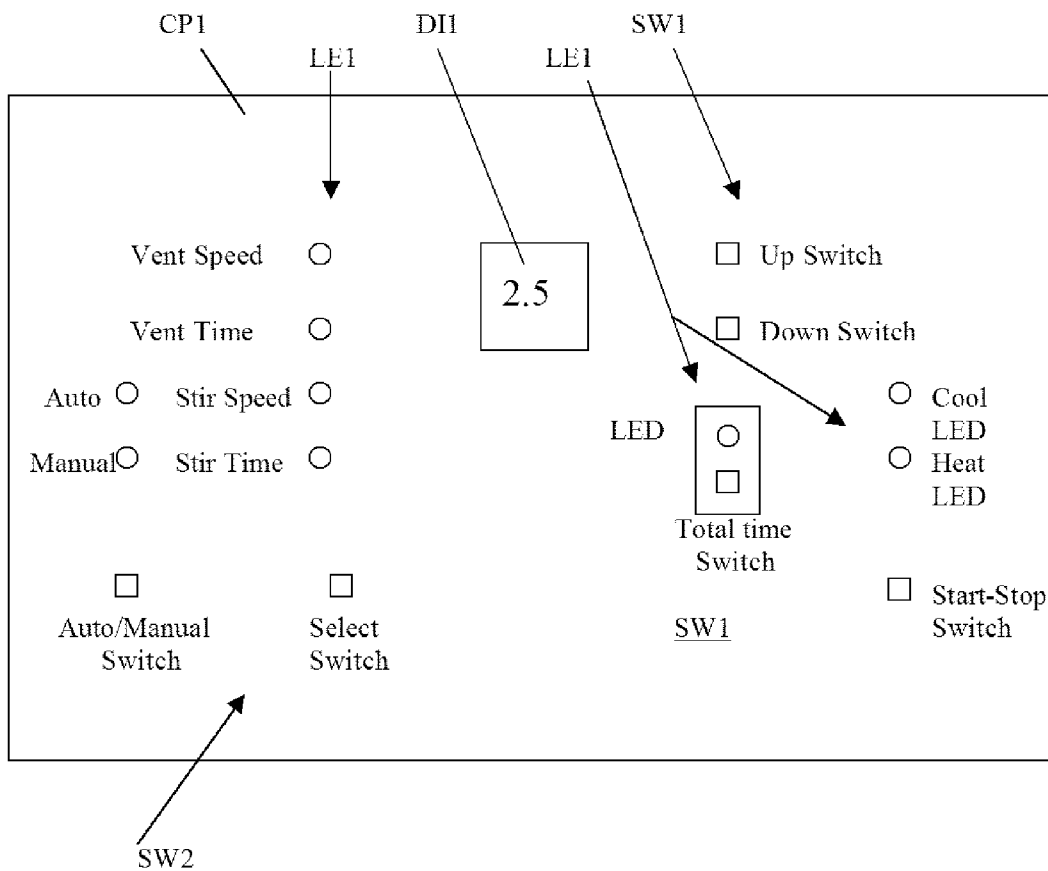 CP1
DI1
SW1
LE1
LE1
Vent Speed
Up Switch
2.5
Vent Time
Down Switch
Auto
Stir Speed
Cool
LED
LED
Manual
Stir Time
Heat
LED
Total time
Switch
Auto/Manual
Switch
Select
Switch
SW1
Start-Stop
Switch
SW2